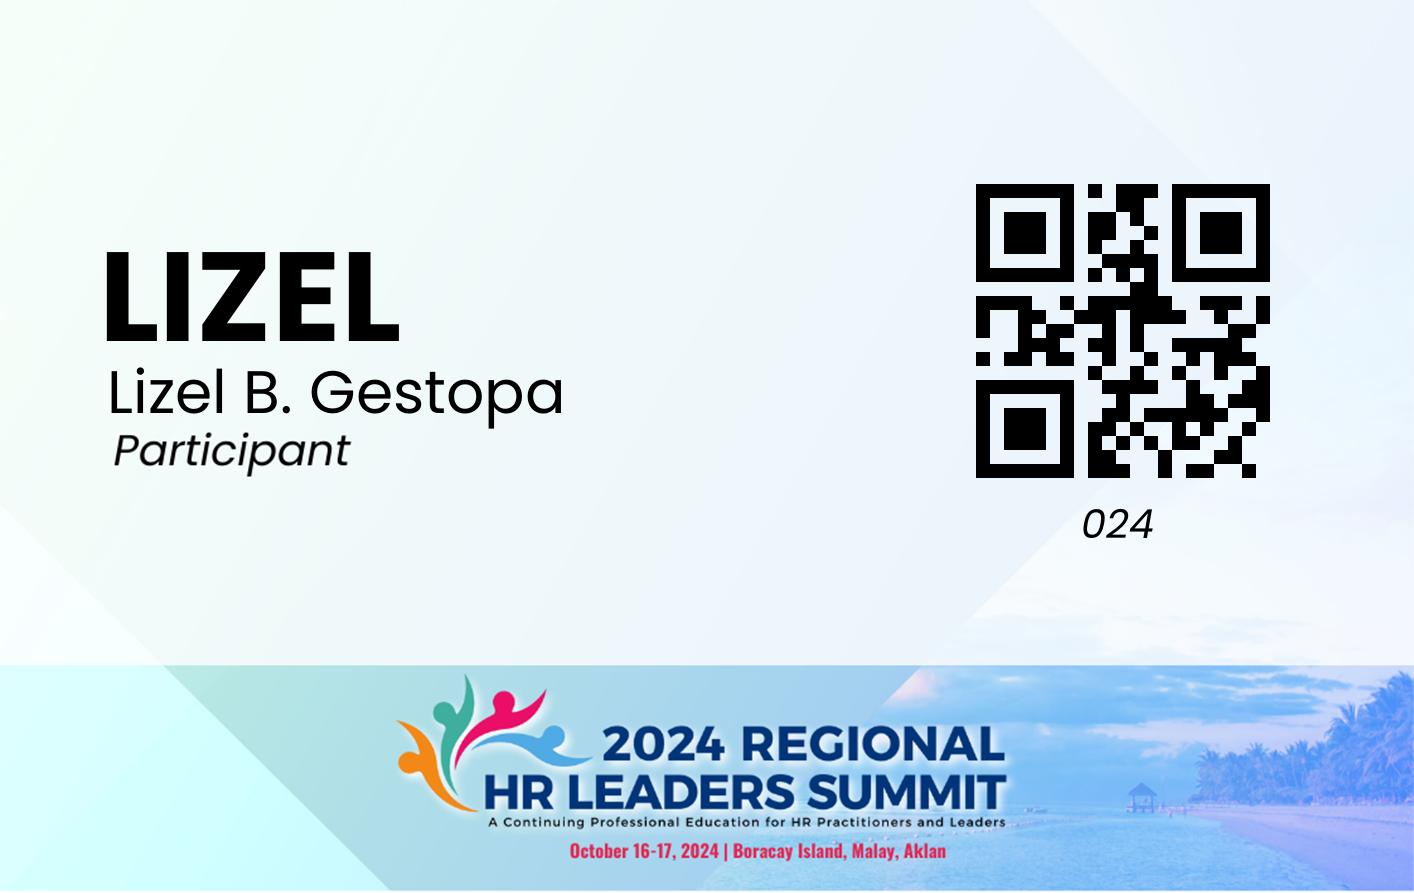 LIZEL
Lizel B. Gestopa
Participant
024
2024 REGIONAL
HR LEADERS SUMMIT
A Continuing Professional Education for HR Practitioners and Leaders
October 16-17, 2024 | Boracay Island, Malay, Aklan